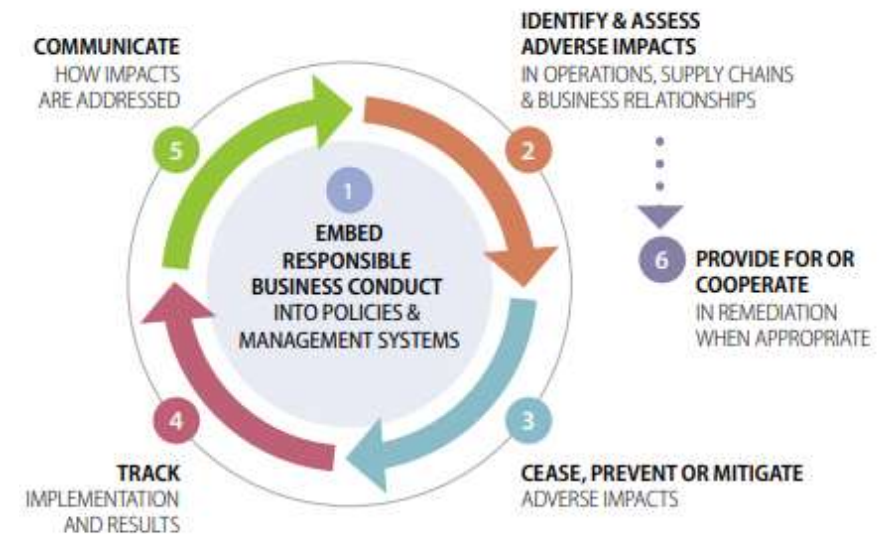 1
EMBED
RESPONSIBLE
BUSINESS CONDUCT
INTO POLICIES &
MANAGEMENT SYSTEMS
2
IDENTIFY & ASSESS
ADVERSE IMPACTS
IN OPERATIONS, SUPPLY CHAINS
& BUSINESS RELATIONSHIPS
3
CEASE, PREVENT OR MITIGATE
ADVERSE IMPACTS
4
TRACK
IMPLEMENTATION
AND RESULTS
5
COMMUNICATE
HOW IMPACTS
ARE ADDRESSED
6
PROVIDE FOR OR
COOPERATE
IN REMEDIATION
WHEN APPROPRIATE